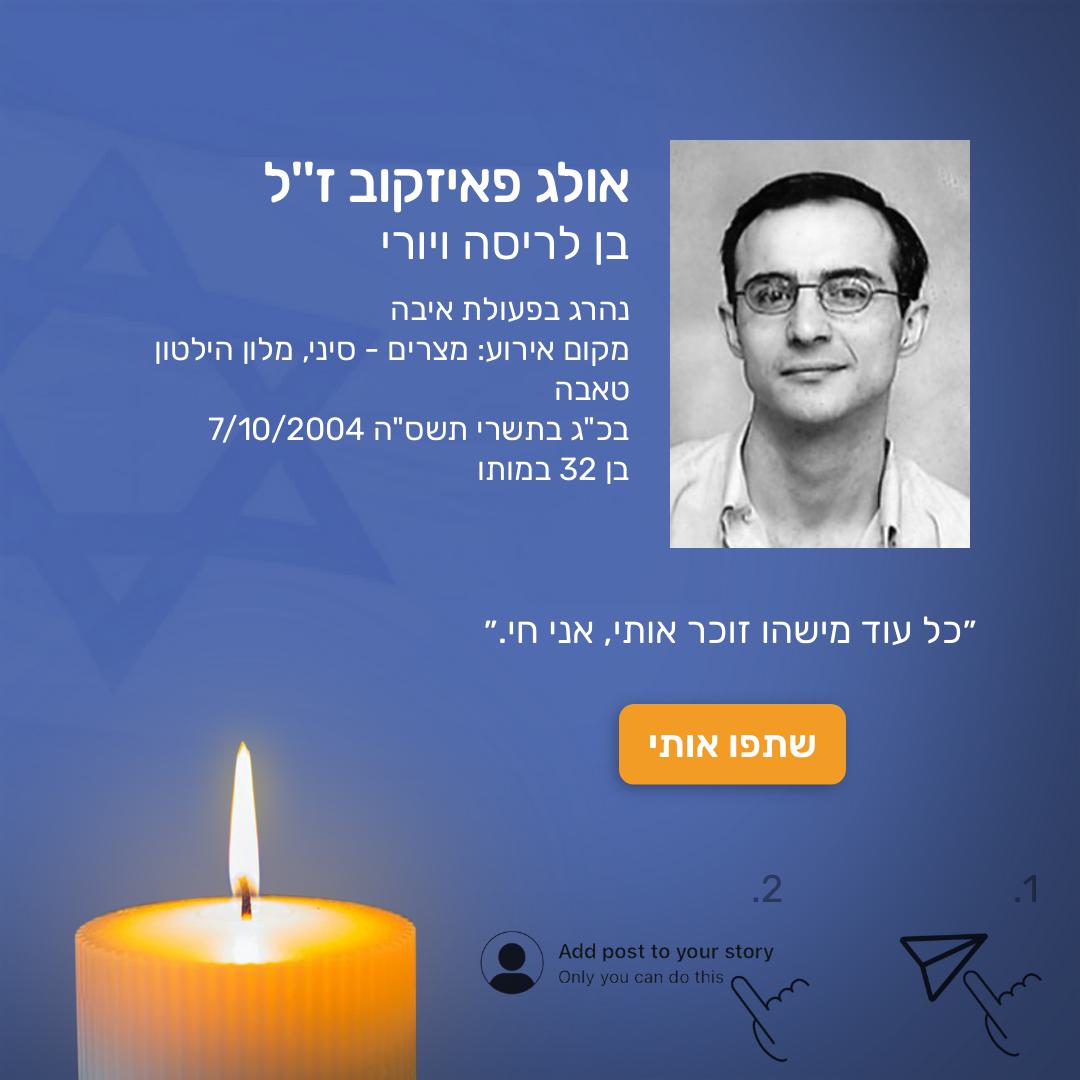 אולג פאיזקוב ז"ל
בן לריסה ויורי
נהרג בפעולת איבה
מקום אירוע: מצרים - סיני, מלון הילטון
טאבה
בכ"ג בתשרי תשס"ה 7/10/2004
בן 32 במותו
״כל עוד מישהו זוכר אותי, אני חי.״
שתפו אותי
1.
2.
Add post to your story
Only you can do this